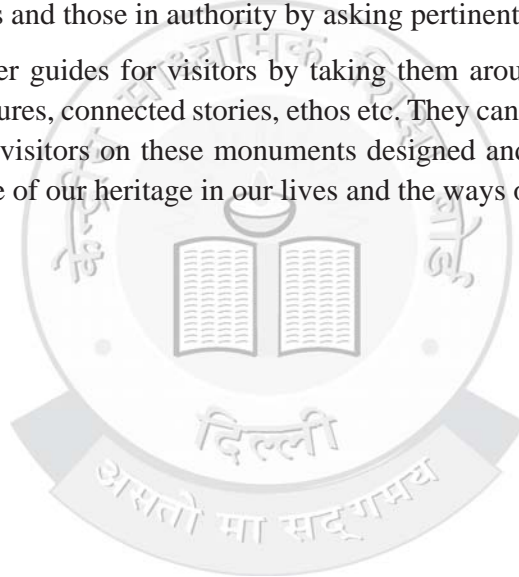 s and those in authority by asking pertinent
er guides for visitors by taking them arou
ures, connected stories, ethos etc. They can
visitors on these monuments designed and
e of our heritage in our lives and the ways o
केन्द्रीय माध्यमिक शिक्षा बोर्ड
दिल्ली
असतो मा सद्गमय